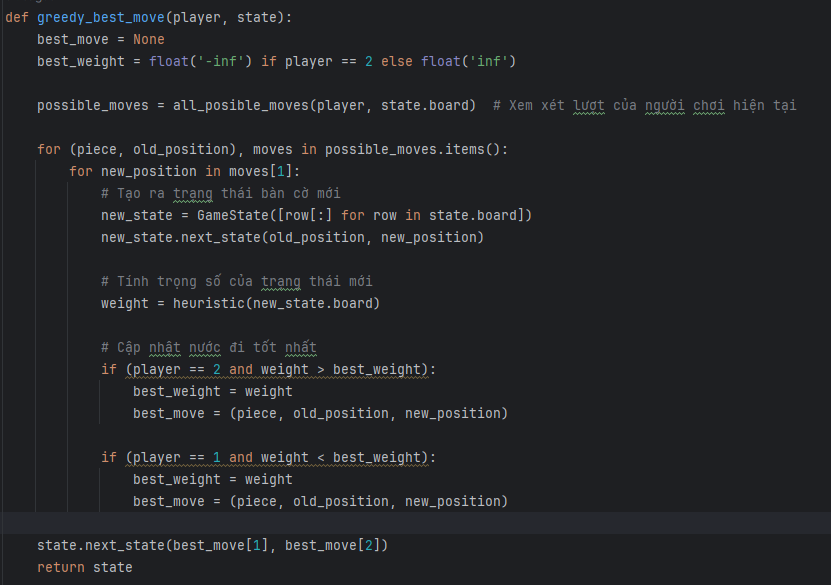 def greedy_best_move(player, state):
    best_move = None
    best_weight = float('-inf') if player == 2 else float('inf')

    possible_moves = all_posible_moves(player, state.board)  # Xem xét lượt của người chơi hiện tại

    for (piece, old_position), moves in possible_moves.items():
        for new_position in moves[1]:
            # Tạo ra trạng thái bàn cờ mới
            new_state = GameState([row[:] for row in state.board])
            new_state.next_state(old_position, new_position)

            # Tính trọng số của trạng thái mới
            weight = heuristic(new_state.board)

            # Cập nhật nước đi tốt nhất
            if (player == 2 and weight > best_weight):
                best_weight = weight
                best_move = (piece, old_position, new_position)

            if (player == 1 and weight < best_weight):
                best_weight = weight
                best_move = (piece, old_position, new_position)

    state.next_state(best_move[1], best_move[2])
    return state